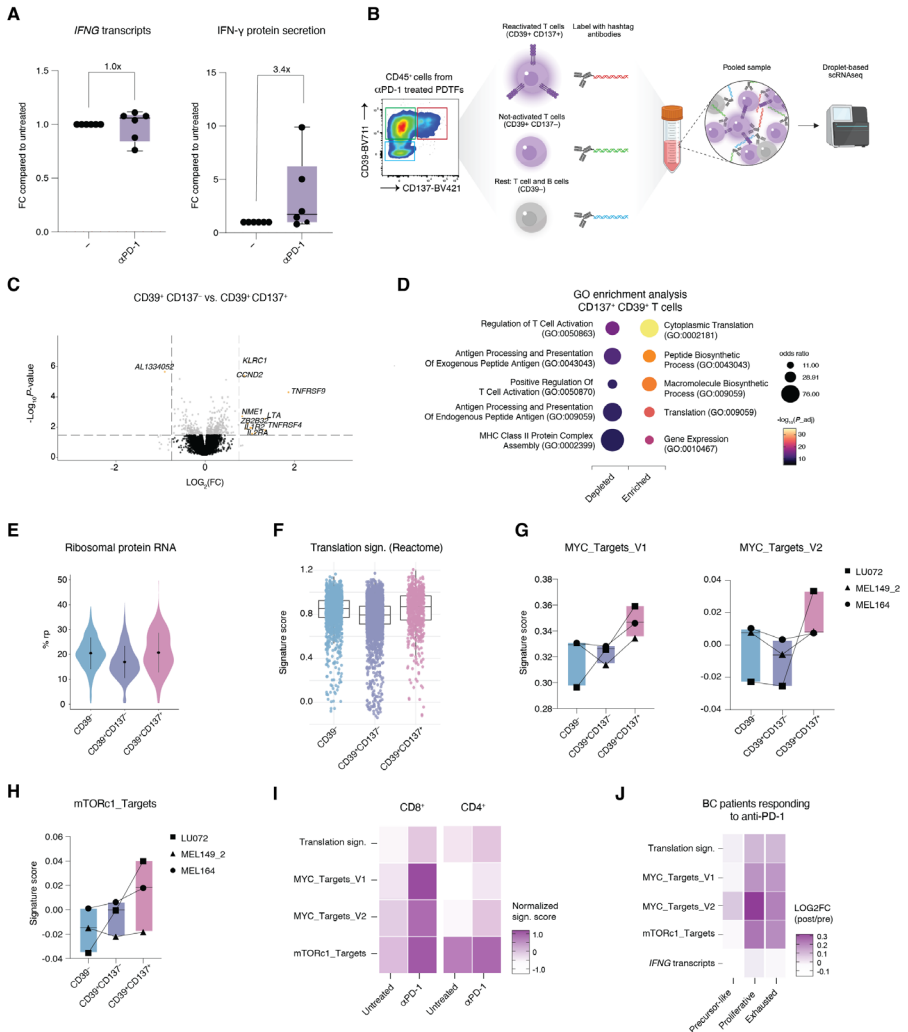 A
IFNG transcripts
IFN-γ protein secretion
1.0x
3.4x
FC compared to untreated
1.5
1.0
0.5
0.0
–
αPD-1
FC compared to untreated
15
10
5
0
–
αPD-1
B
CD45+ cells from
αPD-1 treated PDTFs
CD39-BV711
CD137-BV421
Reactivated T cells
(CD39+ CD137+)
Label with hashtag
antibodies
Not-activated T cells
(CD39+ CD137–)
Rest: T cell and B cells
(CD39–)
Pooled sample
Droplet-based
scRNAseq
C
CD39+ CD137– vs. CD39+ CD137+
-Log10P-value
6
4
2
0
-2
0
2
LOG2(FC)
AL1334052
KLRC1
CCND2
TNFRSF9
NME1
LTA
ZBED2
TNFRSF4
IL1R2
IL2RA
D
GO enrichment analysis
CD137+ CD39+ T cells
Regulation of T Cell Activation
(GO:0050863)
Cytoplasmic Translation
(GO:0002181)
Antigen Processing and Presentation
Of Exogenous Peptide Antigen (GO:0043043)
Peptide Biosynthetic
Process (GO:0043043)
Positive Regulation Of
T Cell Activation (GO:0050870)
Macromolecule Biosynthetic
Process (GO:009059)
Antigen Processing and Presentation
Of Endogenous Peptide Antigen (GO:009059)
Translation (GO:009059)
MHC Class II Protein Complex
Assembly (GO:0002399)
Gene Expression
(GO:0010467)
Depleted
Enriched
odds ratio
11.00
28.91
76.00
-log10(P_adj)
30
20
10
E
Ribosomal protein RNA
% rp
50
40
30
20
10
0
CD39-
CD39+CD137-
CD39+CD137+
F
Translation sign. (Reactome)
Signature score
1.2
0.8
0.4
0.0
CD39-
CD39+CD137-
CD39+CD137+
G
MYC_Targets_V1
Signature score
0.38
0.36
0.34
0.32
0.30
0.28
CD39-
CD39+CD137-
CD39+CD137+
MYC_Targets_V2
0.04
0.02
0.00
-0.02
-0.04
CD39-
CD39+CD137-
CD39+CD137+
LU072
MEL149_2
MEL164
H
mTORc1_Targets
Signature score
0.06
0.04
0.02
0.00
-0.02
-0.04
CD39-
CD39+CD137-
CD39+CD137+
LU072
MEL149_2
MEL164
I
CD8+
CD4+
Translation sign.
MYC_Targets_V1
MYC_Targets_V2
mTORc1_Targets
Untreated
αPD-1
Untreated
αPD-1
Normalized
sign. score
1.0
0
-1.0
J
BC patients responding
to anti-PD-1
Translation sign.
MYC_Targets_V1
MYC_Targets_V2
mTORc1_Targets
IFNG transcripts
Precursor-like
Proliferative
Exhausted
LOG2FC
(post/pre)
0.3
0.2
0.1
0
-0.1